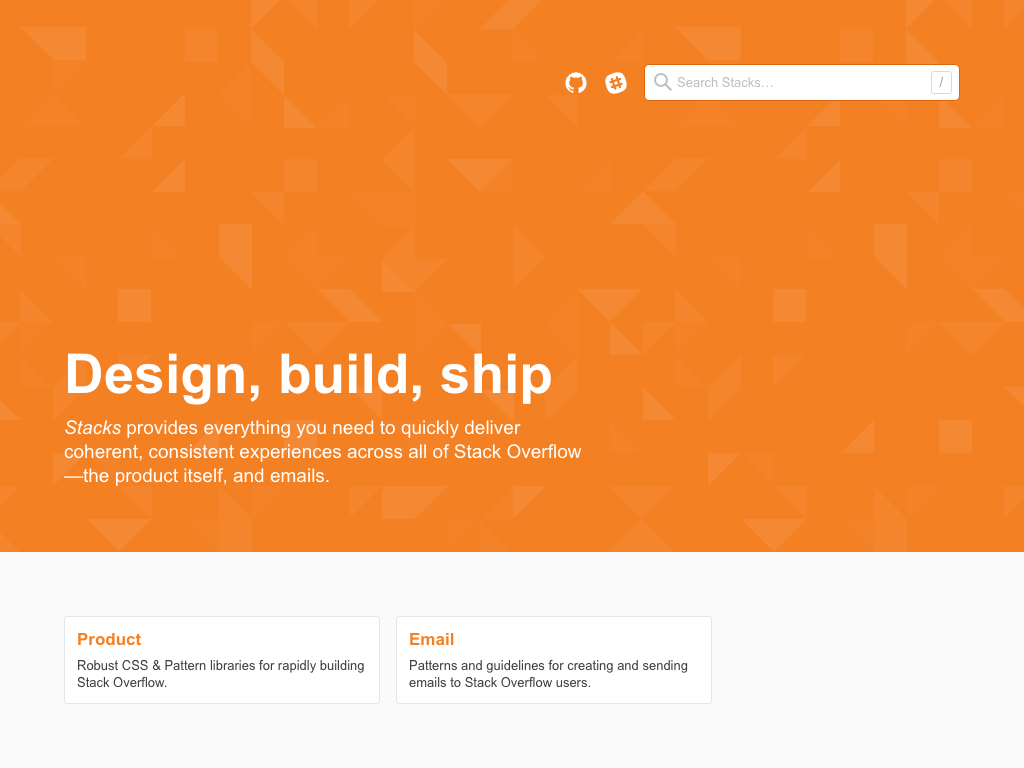 Search Stacks…
/
Design, build, ship
Stacks provides everything you need to quickly deliver
coherent, consistent experiences across all of Stack Overflow
—the product itself, and emails.
Product
Robust CSS & Pattern libraries for rapidly building
Stack Overflow.
Email
Patterns and guidelines for creating and sending
emails to Stack Overflow users.